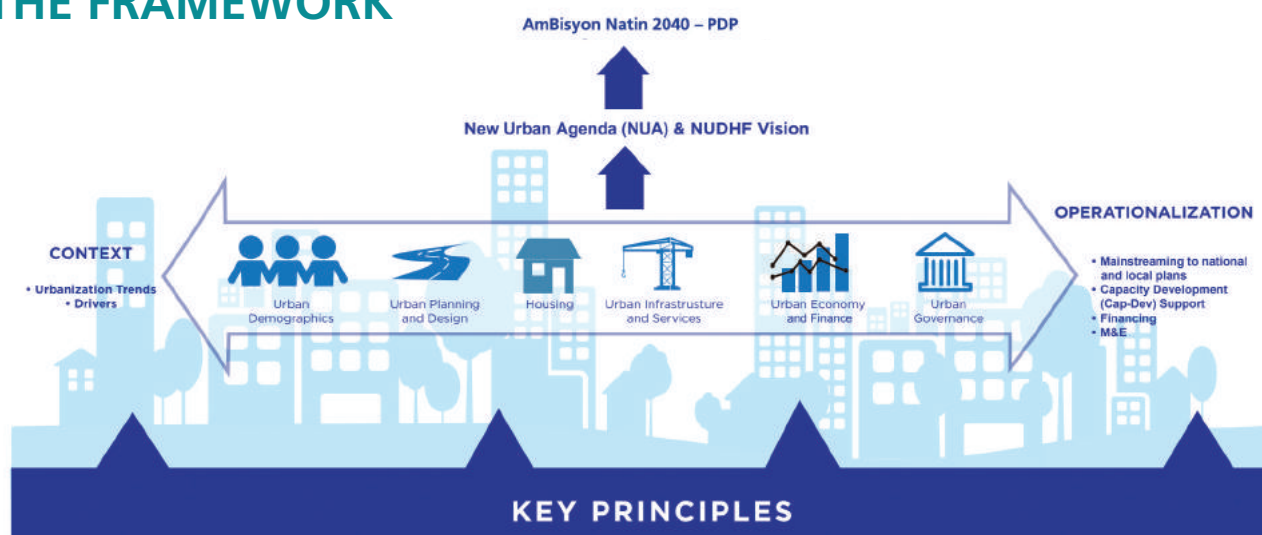 THE FRAMEWORK
AmBisyon Natin 2040 – PDP
New Urban Agenda (NUA) & NUDHF Vision
CONTEXT
• Urbanization Trends
• Drivers
Urban
Demographics
Urban Planning
and Design
Housing
Urban Infrastrusture
and Services
Urban Economy
and Finance
Urban
Governance
OPERATIONALIZATION
• Mainstreaming to national
and local plans
• Capacity Development
(Cap-Dev) Support
• Financing
• M&E
KEY PRINCIPLES